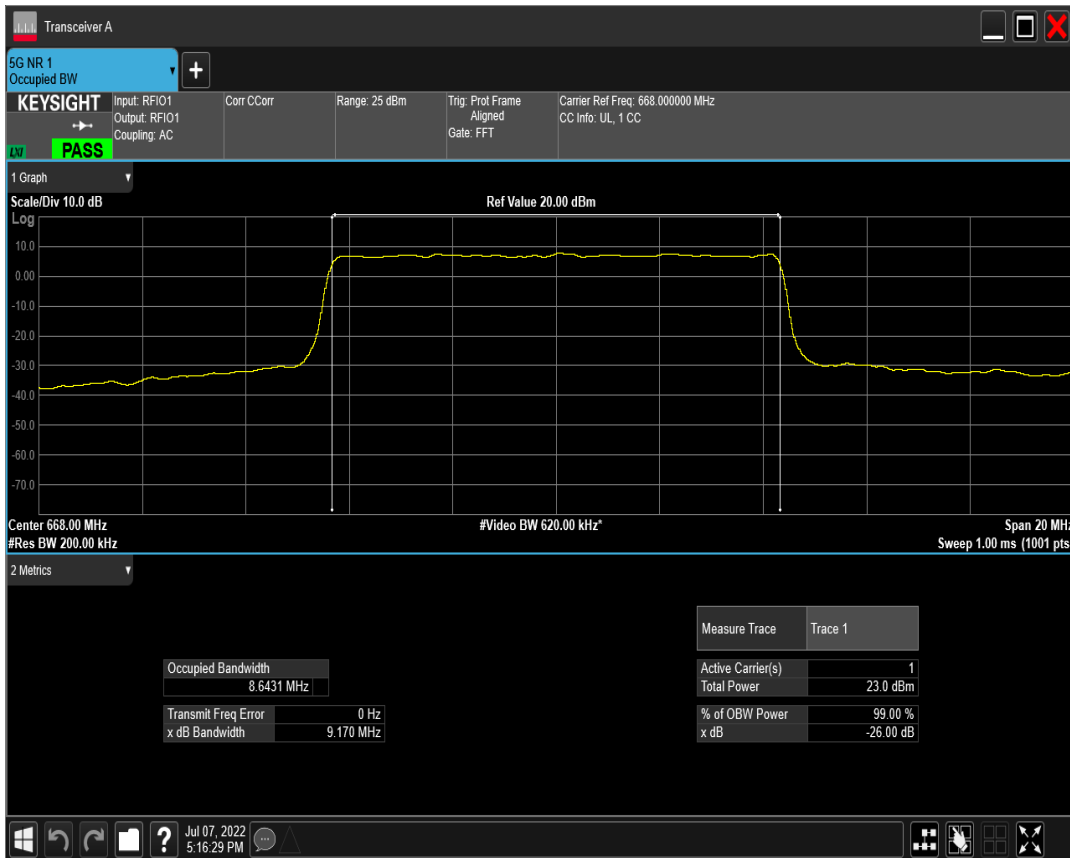 Transceiver A
5G NR 1
Occupied BW
KEYSIGHT
LXI
PASS
Input: RFIO1
Output: RFIO1
Coupling: AC
Corr CCorr
Range: 25 dBm
Trig: Prot Frame
Aligned
Gate: FFT
Carrier Ref Freq: 668.000000 MHz
CC Info: UL, 1 CC
1 Graph
Scale/Div 10.0 dB
Ref Value 20.00 dBm
Log
10.0
0.00
-10.0
-20.0
-30.0
-40.0
-50.0
-60.0
-70.0
Center 668.00 MHz
#Video BW 620.00 kHz*
Span 20 MHz
#Res BW 200.00 kHz
Sweep 1.00 ms (1001 pts
2 Metrics
Measure Trace Trace 1
Occupied Bandwidth
8.6431 MHz
Active Carrier(s) 1
Total Power 23.0 dBm
Transmit Freq Error 0 Hz
x dB Bandwidth 9.170 MHz
% of OBW Power 99.00 %
x dB -26.00 dB
?
Jul 07, 2022
5:16:29 PM